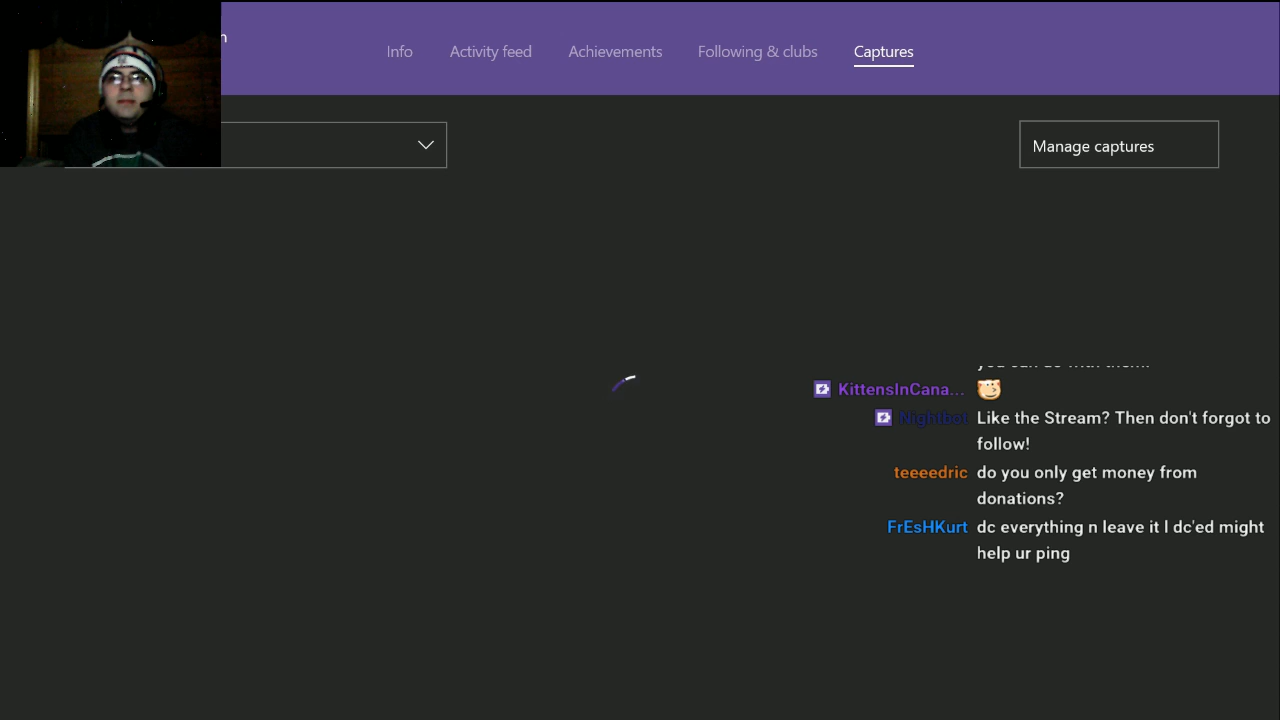 n
Info Activity feed Achievements Following & clubs Captures
Manage captures
KittensInCana...
Nightbot Like the Stream? Then don't forgot to
follow!
teeeedric do you only get money from
donations?
FrEsHKurt dc everything n leave it I dc'ed might
help ur ping